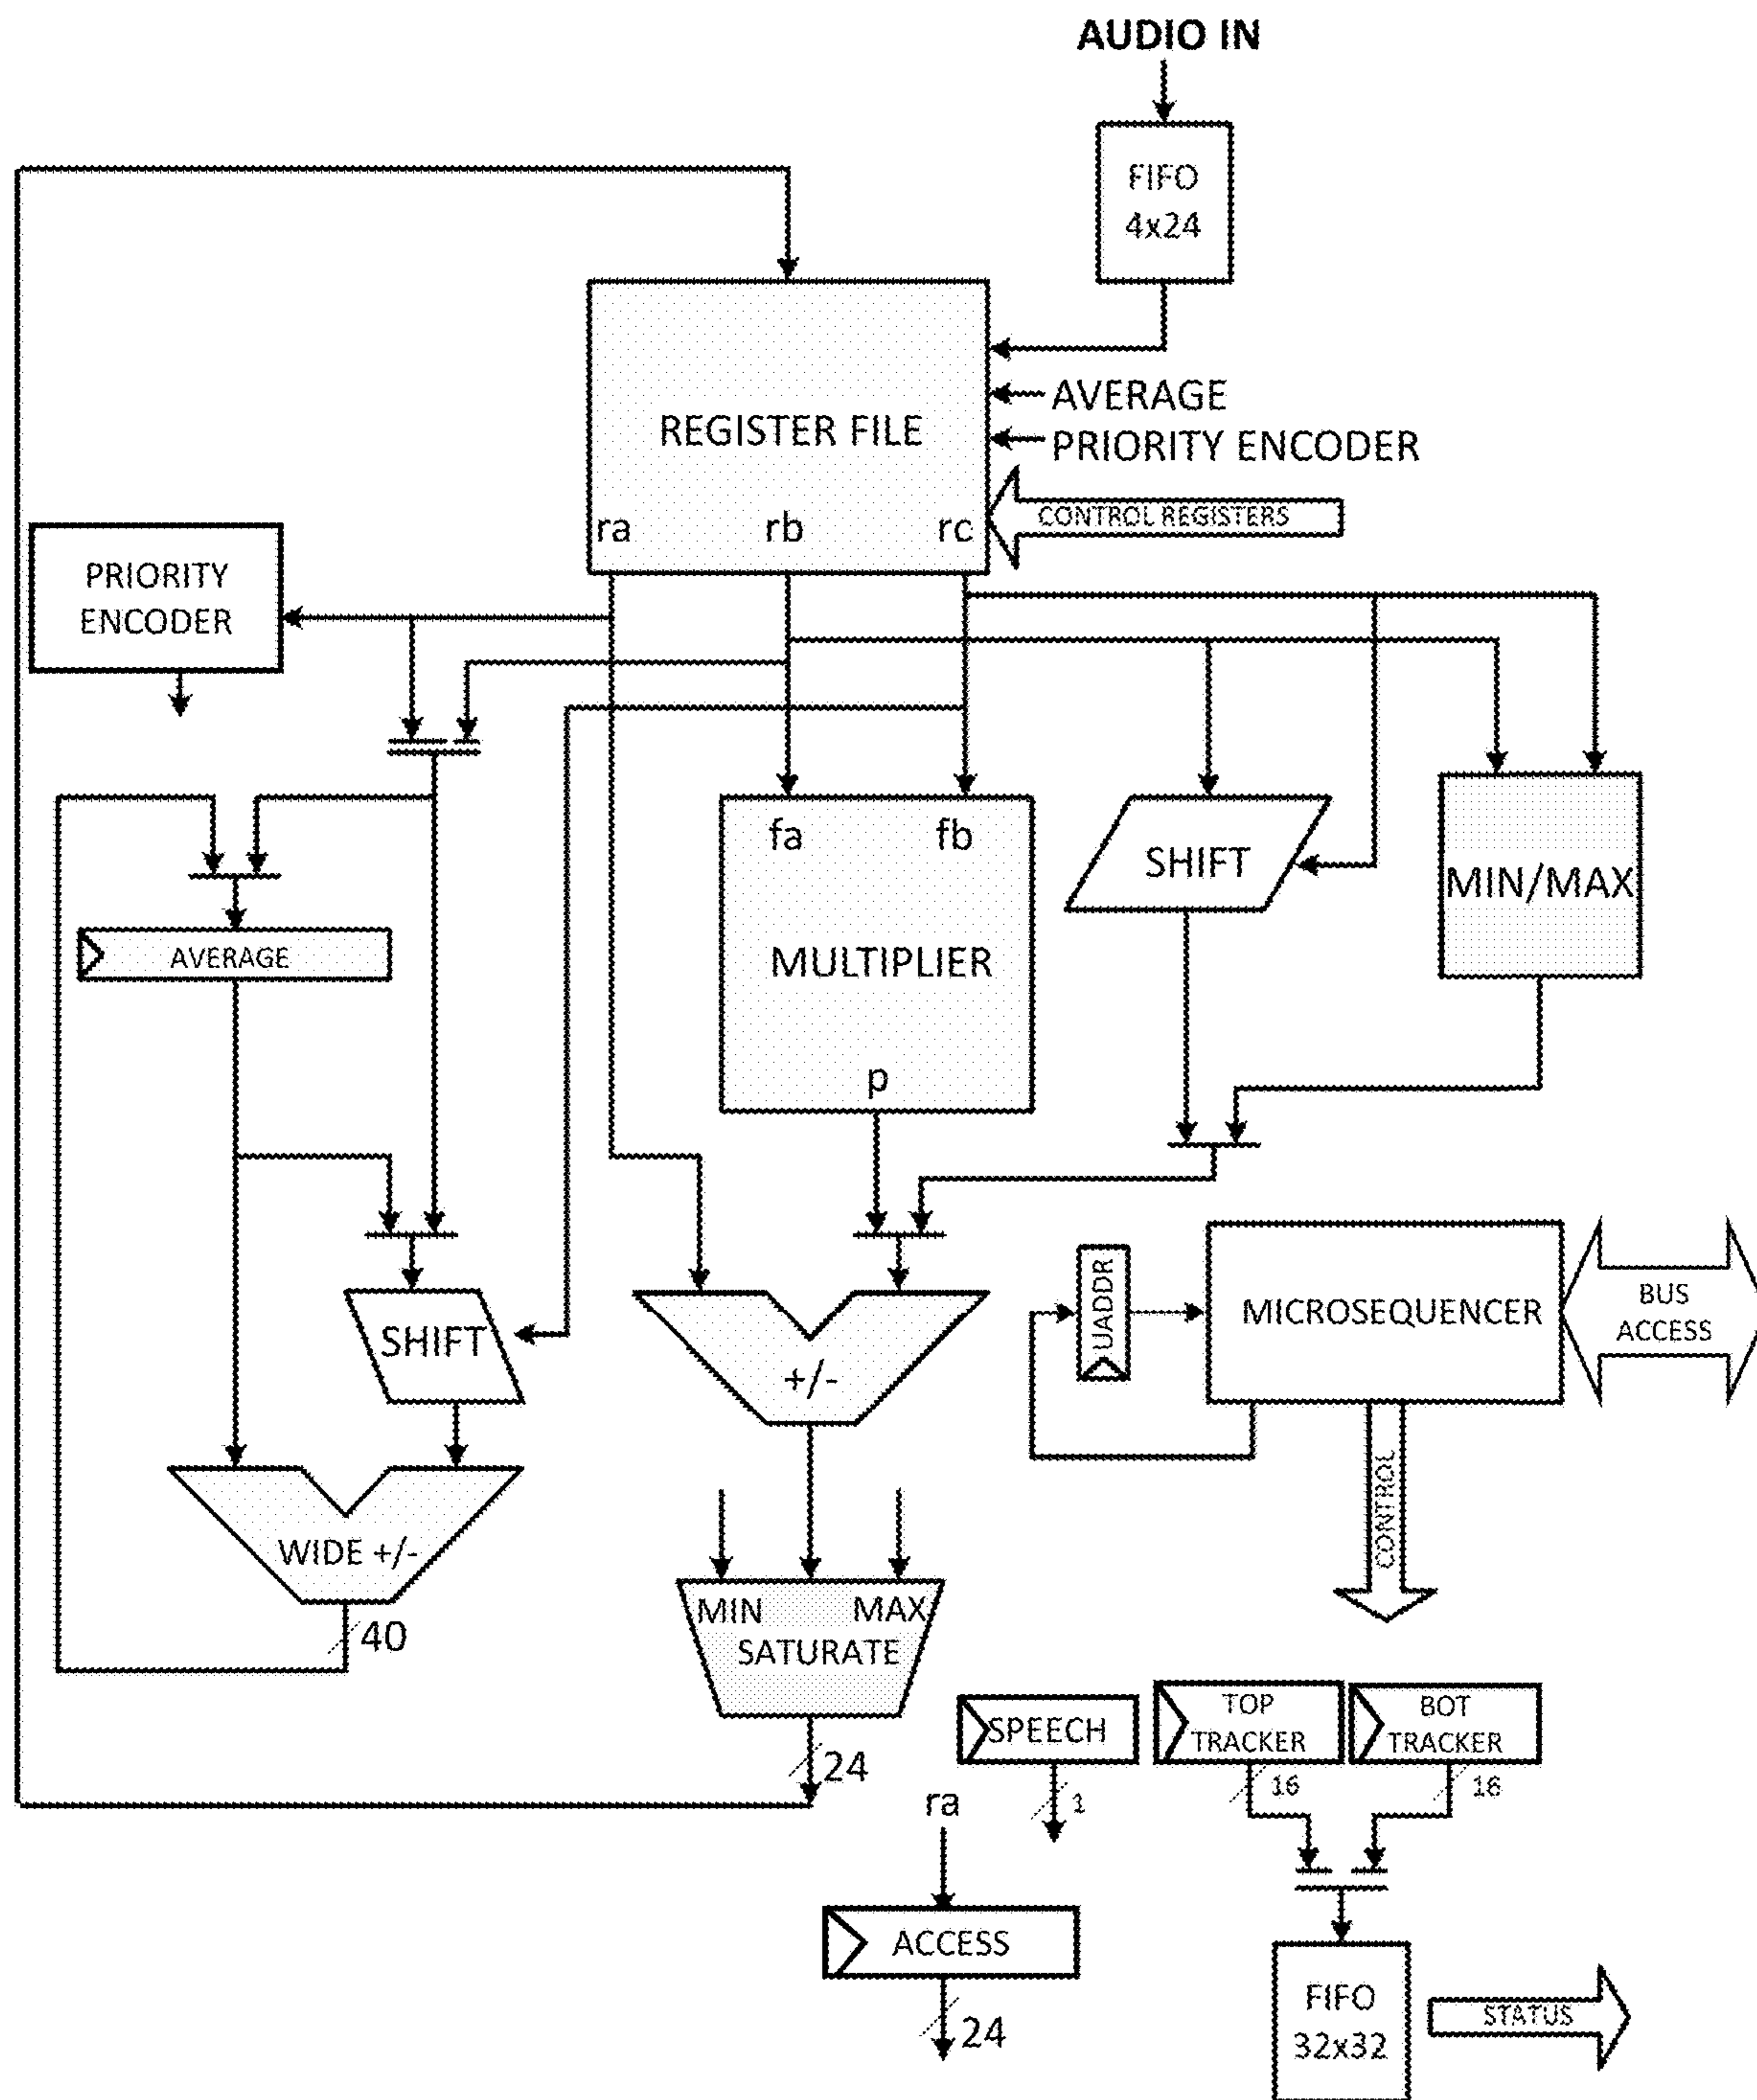 AUDIO IN
FIFO
4x24
REGISTER FILE
AVERAGE
PRIORITY ENCODER
ra
rb
rc
CONTROL REGISTERS
PRIORITY
ENCODER
fa
fb
SHIFT
MIN/MAX
AVERAGE
MULTIPLIER
p
UADDR
MICROSEQUENCER
BUS
ACCESS
SHIFT
+/-
CONTROL
WIDE +/-
40
MIN
MAX
SATURATE
24
SPEECH
1
TOP
TRACKER
16
BOT
TRACKER
16
ra
ACCESS
24
FIFO
32x32
STATUS